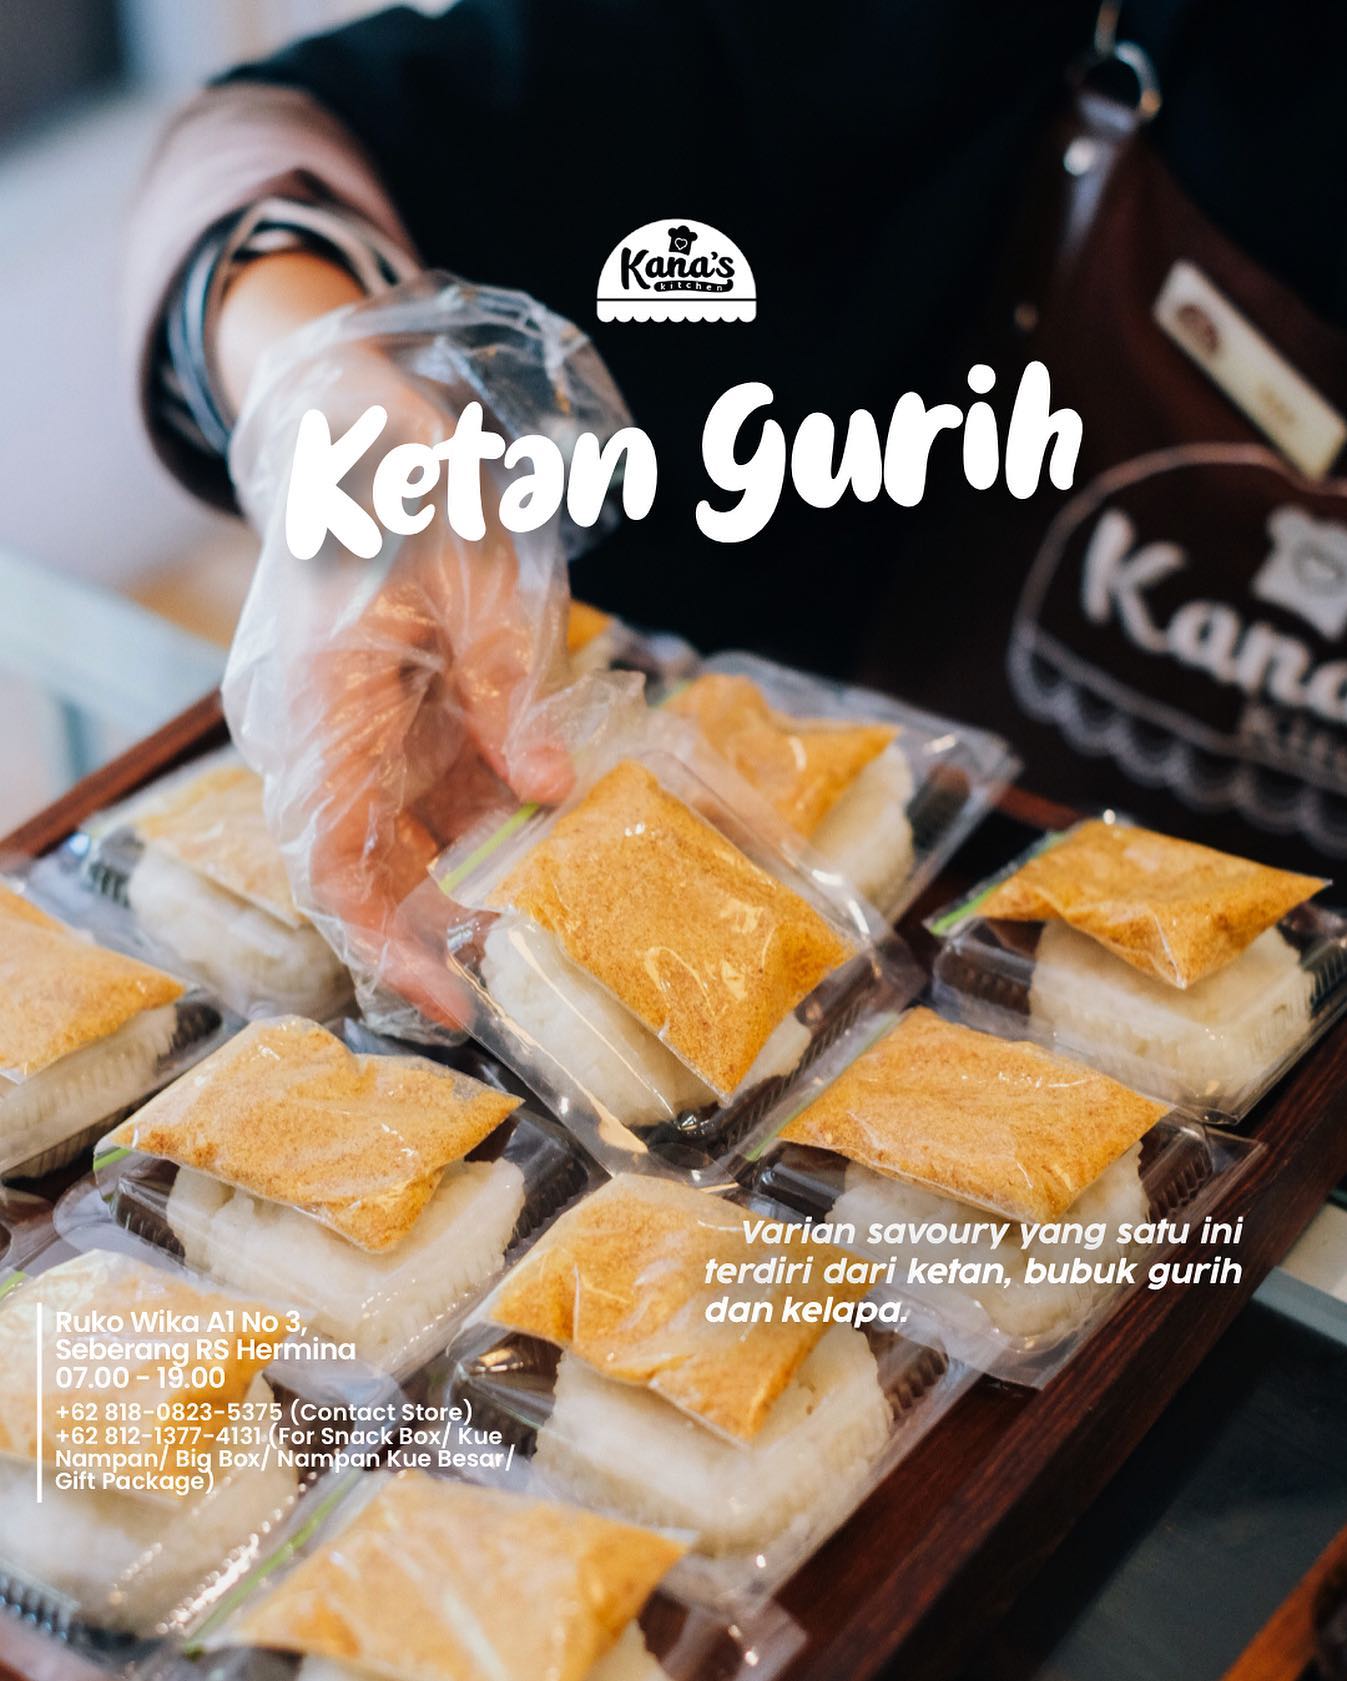 Kana's
kitchen
Ketan gurih
Kana
Varian savoury yang satu ini
terdiri dari ketan, bubuk gurih
dan kelapa.
Ruko Wika A1 No 3,
Seberang RS Hermina
07.00 - 19.00
+62 818-0823-5375 (Contact Store)
+62 812-1377-4131 (For Snack Box/ Kue
Nampan/ Big Box/ Nampan Kue Besar/
Gift Package)